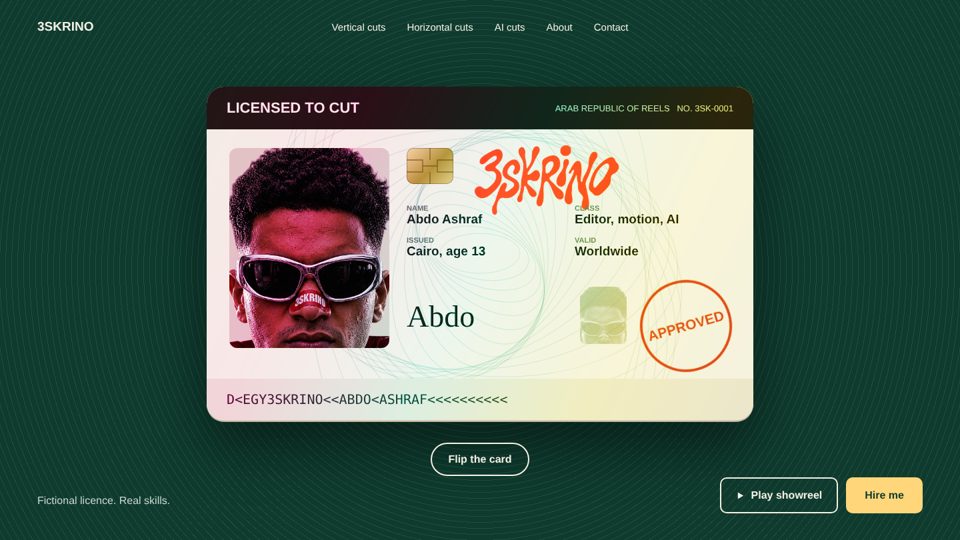 3SKRINO
Vertical cuts Horizontal cuts AI cuts About Contact
LICENSED TO CUT
ARAB REPUBLIC OF REELS NO. 3SK-0001
3SKRINO
NAME
Abdo Ashraf
CLASS
Editor, motion, AI
ISSUED
Cairo, age 13
VALID
Worldwide
3SKRINO
Abdo
APPROVED
D<EGY3SKRINO<<ABDO<ASHRAF<<<<<<<<<<
Flip the card
Fictional licence. Real skills.
Play showreel
Hire me